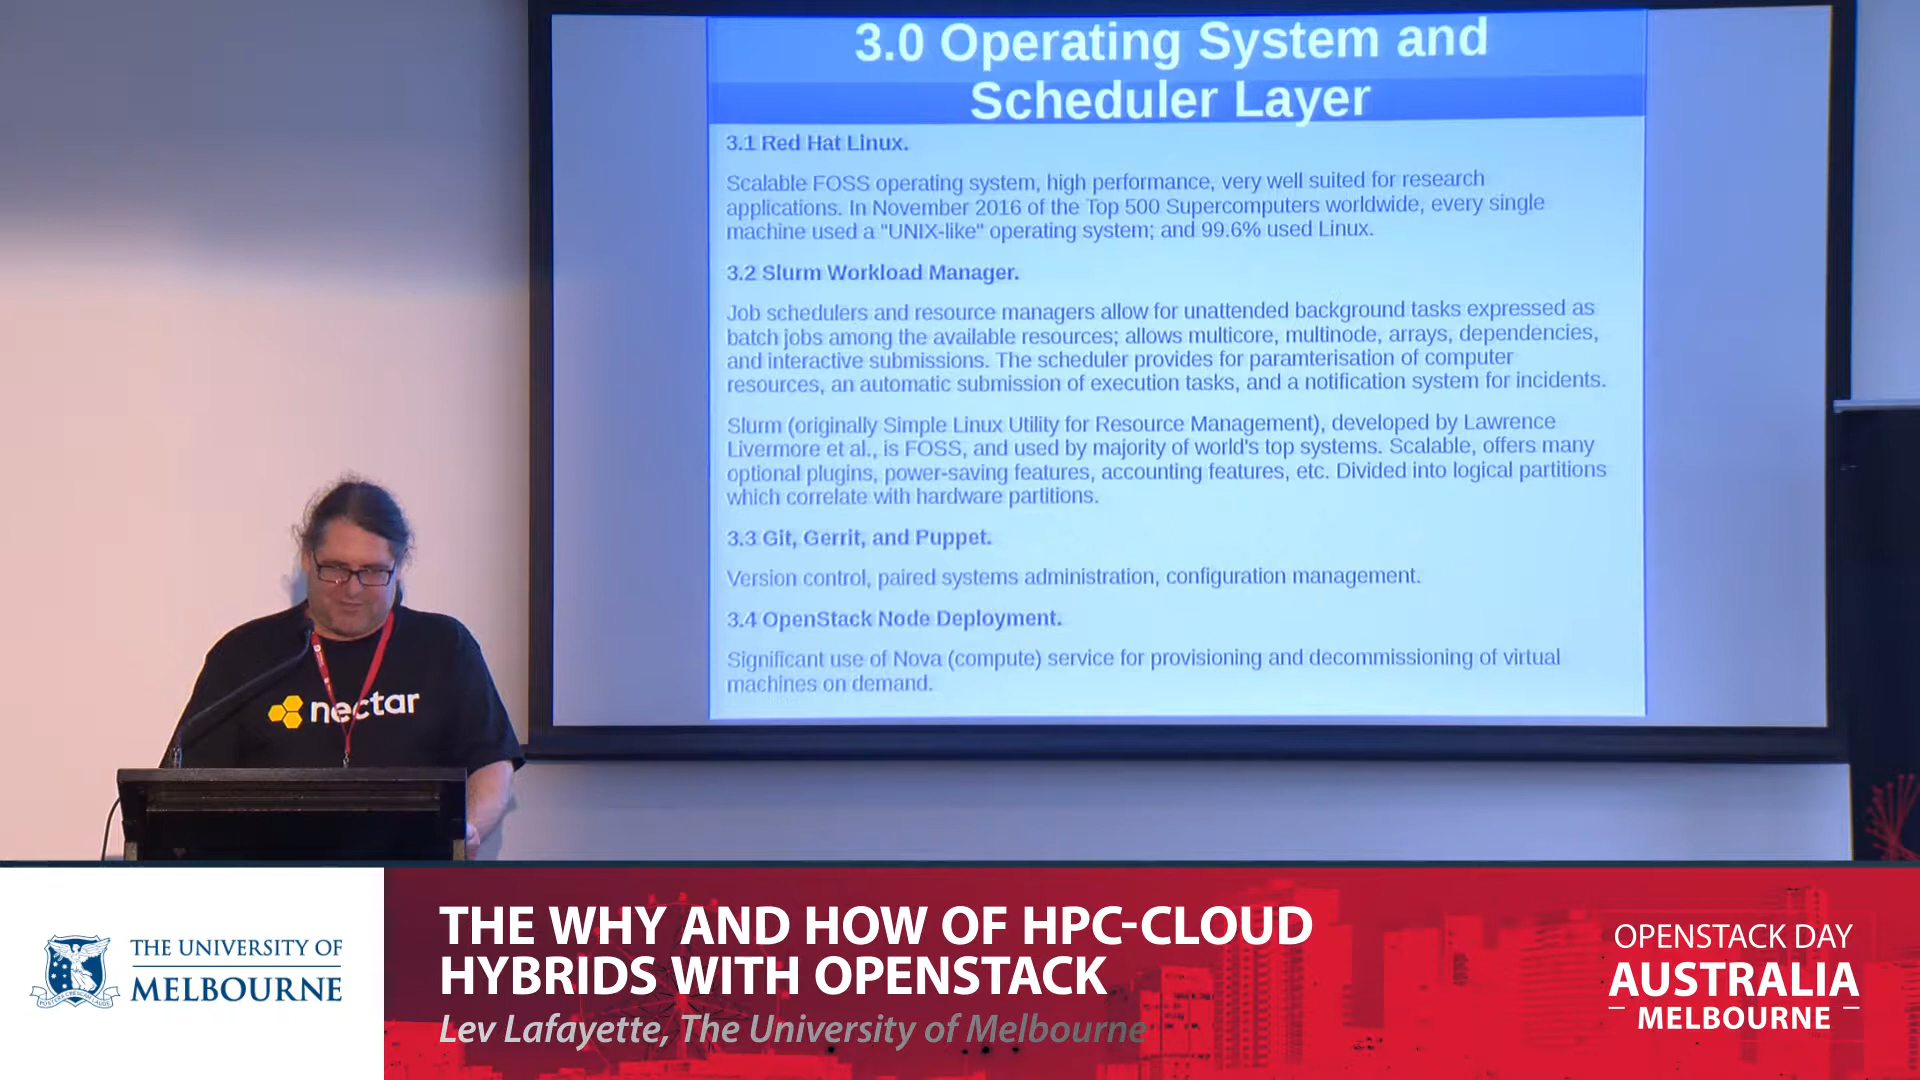 3.0 Operating System and
Scheduler Layer
3.1 Red Hat Linux.
Scalable FOSS operating system, high performance, very well suited for research
applications. In November 2016 of the Top 500 Supercomputers worldwide, every single
machine used a "UNIX-like" operating system; and 99.6% used Linux.
3.2 Slurm Workload Manager.
Job schedulers and resource managers allow for unattended background tasks expressed as
batch jobs among the available resources; allows multicore, multinode, arrays, dependencies,
and interactive submissions. The scheduler provides for paramterisation of computer
resources, an automatic submission of execution tasks, and a notification system for incidents.
Slurm (originally Simple Linux Utility for Resource Management), developed by Lawrence
Livermore et al., is FOSS, and used by majority of world's top systems. Scalable, offers many
optional plugins, power-saving features, accounting features, etc. Divided into logical partitions
which correlate with hardware partitions.
3.3 Git, Gerrit, and Puppet.
Version control, paired systems administration, configuration management.
3.4 OpenStack Node Deployment.
Significant use of Nova (compute) service for provisioning and decommissioning of virtual
machines on demand.
nectar
THE UNIVERSITY OF
MELBOURNE
THE WHY AND HOW OF HPC-CLOUD
HYBRIDS WITH OPENSTACK
Lev Lafayette, The University of Melbourne
OPENSTACK DAY
AUSTRALIA
MELBOURNE